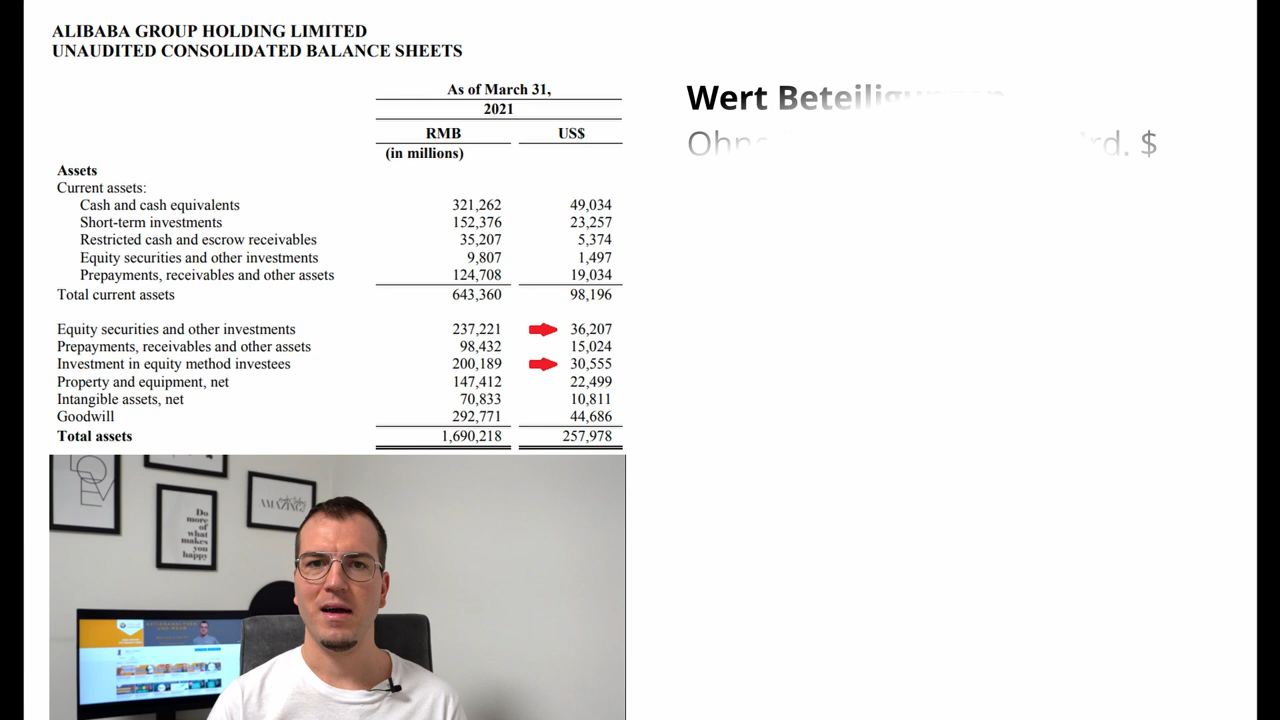 ALIBABA GROUP HOLDING LIMITED
UNAUDITED CONSOLIDATED BALANCE SHEETS
As of March 31,
2021
RMB US$
(in millions)
Assets
Current assets:
Cash and cash equivalents 321,262 49,034
Short-term investments 152,376 23,257
Restricted cash and escrow receivables 35,207 5,374
Equity securities and other investments 9,807 1,497
Prepayments, receivables and other assets 124,708 19,034
Total current assets 643,360 98,196
Equity securities and other investments 237,221 36,207
Prepayments, receivables and other assets 98,432 15,024
Investment in equity method investees 200,189 30,555
Property and equipment, net 147,412 22,499
Intangible assets, net 70,833 10,811
Goodwill 292,771 44,686
Total assets 1,690,218 257,978
Wert Beteiligungen
$
LOVE
AMAZING!
Do
more
of
what
makes
you
happy